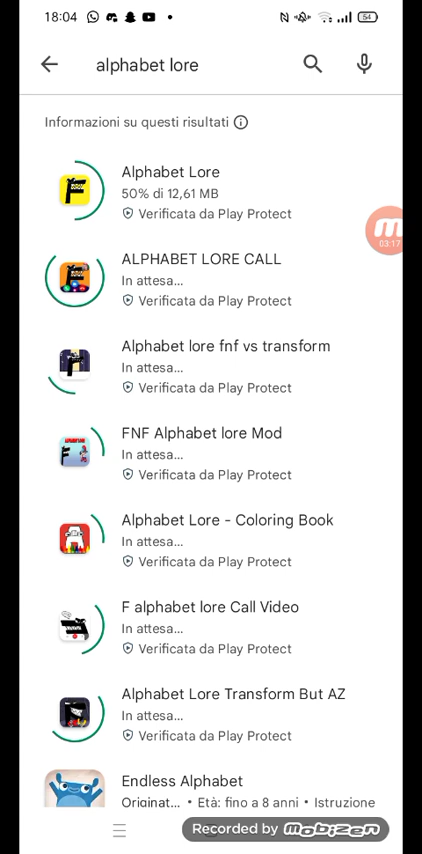 18:04
54
alphabet lore
Informazioni su questi risultati
Alphabet Lore
50% di 12,61 MB
Verificata da Play Protect
03:17
ALPHABET LORE CALL
In attesa...
Verificata da Play Protect
Alphabet lore fnf vs transform
In attesa...
Verificata da Play Protect
FNF Alphabet lore Mod
In attesa...
Verificata da Play Protect
Alphabet Lore - Coloring Book
In attesa...
Verificata da Play Protect
F alphabet lore Call Video
In attesa...
Verificata da Play Protect
Alphabet Lore Transform But AZ
In attesa...
Verificata da Play Protect
Endless Alphabet
Originat... • Età: fino a 8 anni • Istruzione
Recorded by MOBIZEN